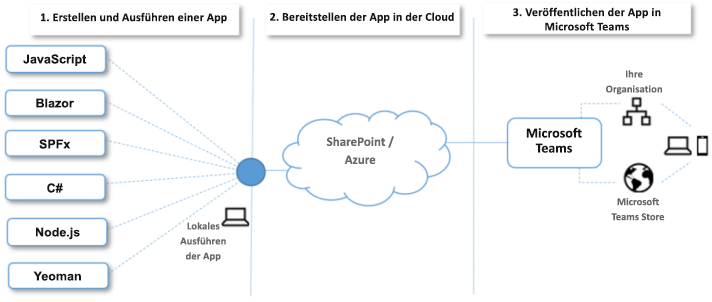 1. Erstellen und Ausführen einer App
2. Bereitstellen der App in der Cloud
3. Veröffentlichen der App in
Microsoft Teams
JavaScript
Blazor
SPFx
C#
Node.js
Yeoman
Lokales
Ausführen
der App
SharePoint /
Azure
Microsoft
Teams
Ihre
Organisation
Microsoft
Teams Store